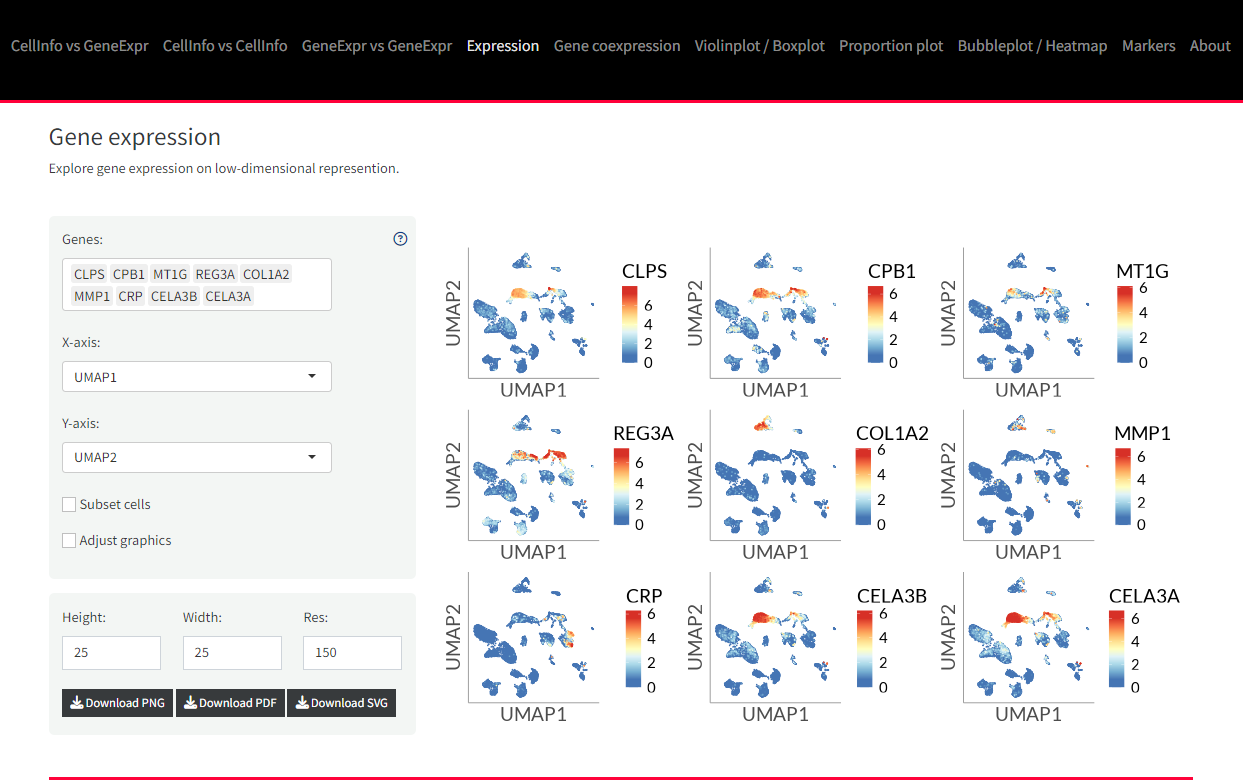 CellInfo vs GeneExpr CellInfo vs CellInfo GeneExpr vs GeneExpr Expression Gene coexpression Violinplot / Boxplot Proportion plot Bubbleplot / Heatmap Markers About
Gene expression
Explore gene expression on low-dimensional represention.
Genes:
?
CLPS CPB1 MT1G REG3A COL1A2
MMP1 CRP CELA3B CELA3A
X-axis:
UMAP1
Y-axis:
UMAP2
Subset cells
Adjust graphics
Height: Width: Res:
25 25 150
Download PNG Download PDF Download SVG
CLPS
6
4
2
0
UMAP2
UMAP1
CPB1
6
4
2
0
UMAP2
UMAP1
MT1G
6
4
2
0
UMAP2
UMAP1
REG3A
6
4
2
0
UMAP2
UMAP1
COL1A2
6
4
2
0
UMAP2
UMAP1
MMP1
6
4
2
0
UMAP2
UMAP1
CRP
6
4
2
0
UMAP2
UMAP1
CELA3B
6
4
2
0
UMAP2
UMAP1
CELA3A
6
4
2
0
UMAP2
UMAP1